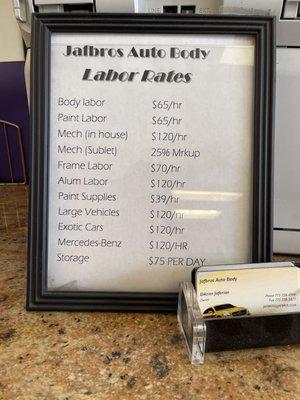 Jafbros Auto Body
Labor Rates
Body labor $65/hr
Paint Labor $65/hr
Mech (in house) $120/hr
Mech (Sublet) 25% Mrkup
Frame Labor $70/hr
Alum Labor $120/hr
Paint Supplies $39/hr
Large Vehicles $120/hr
Exotic Cars $120/hr
Mercedes-Benz $120/HR
Storage $75 PER DAY
Jafbros Auto Body
Owner